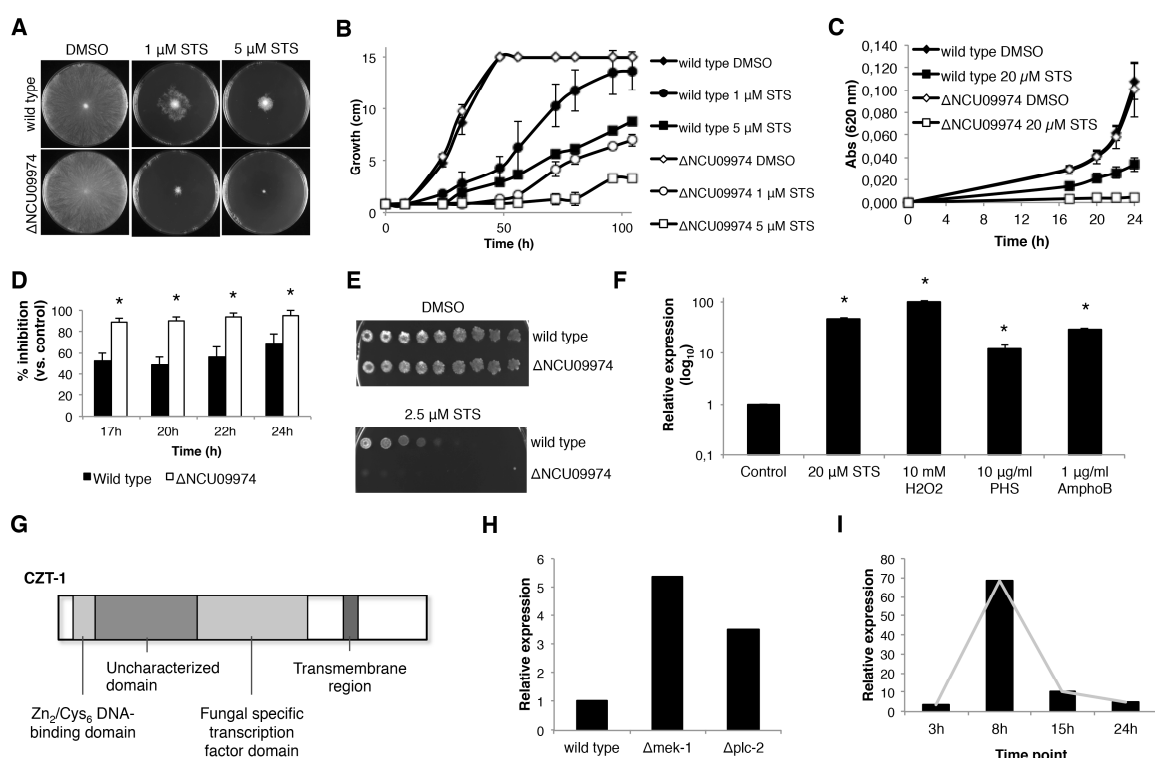 A
DMSO
1 μM STS
5 μM STS
wild type
ΔNCU09974
B
15
10
5
0
Growth (cm)
0
50
100
Time (h)
wild type DMSO
wild type 1 μM STS
wild type 5 μM STS
ΔNCU09974 DMSO
ΔNCU09974 1 μM STS
ΔNCU09974 5 μM STS
C
0,140
0,120
0,100
0,080
0,060
0,040
0,020
0,000
Abs (620 nm)
0
4
8
12
16
20
24
Time (h)
wild type DMSO
wild type 20 μM STS
ΔNCU09974 DMSO
ΔNCU09974 20 μM STS
D
% inhibition
(vs. control)
100
80
60
40
20
0
* * * *
17h
20h
22h
24h
Time (h)
Wild type
ΔNCU09974
E
DMSO
wild type
ΔNCU09974
2.5 μM STS
wild type
ΔNCU09974
F
Relative expression
(log10)
100
10
1
0,1
* * * *
Control
20 μM STS
10 mM
H2O2
10 μg/ml
PHS
1 μg/ml
AmphoB
G
CZT-1
Uncharacterized
domain
Transmembrane
region
Zn2/Cys6 DNA-
binding domain
Fungal specific
transcription
factor domain
H
Relative expression
6
5
4
3
2
1
0
wild type
Δmek-1
Δplc-2
I
Relative expression
80
70
60
50
40
30
20
10
0
3h
8h
15h
24h
Time point